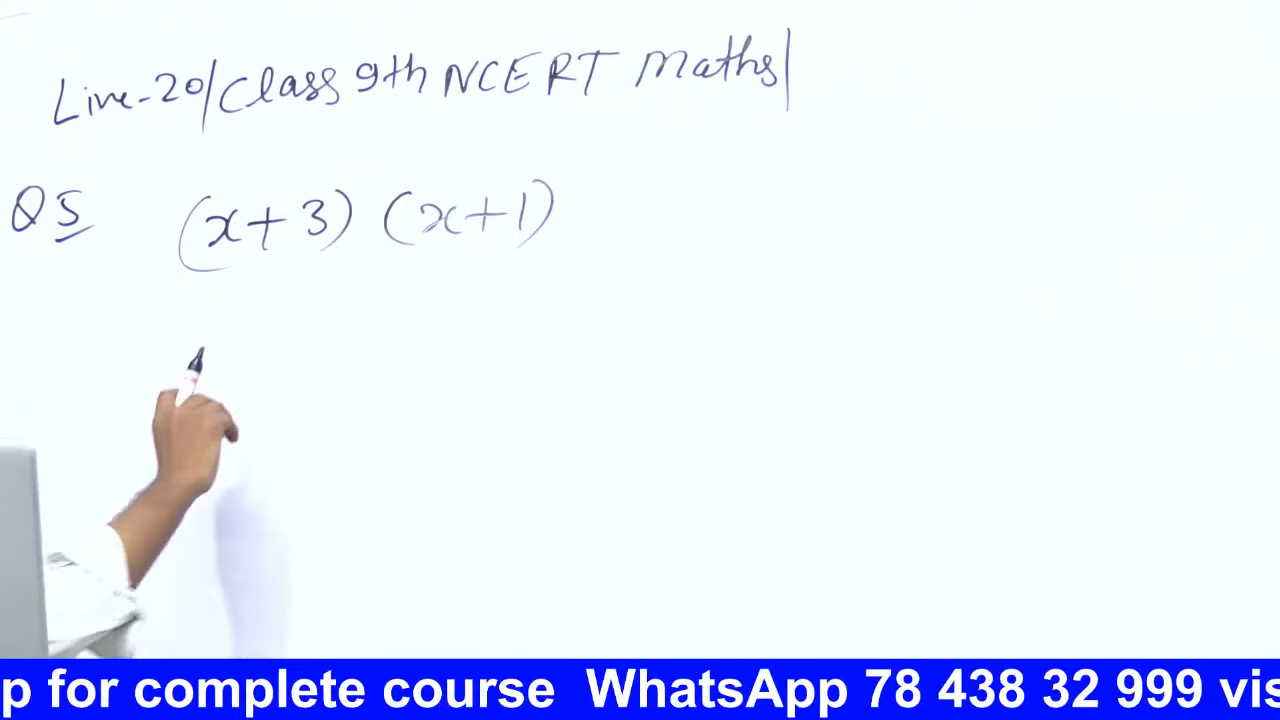 Live-20/Class 9th NCERT Maths|
Q5 (x+3) (x+1)
p for complete course WhatsApp 78 438 32 999 vis